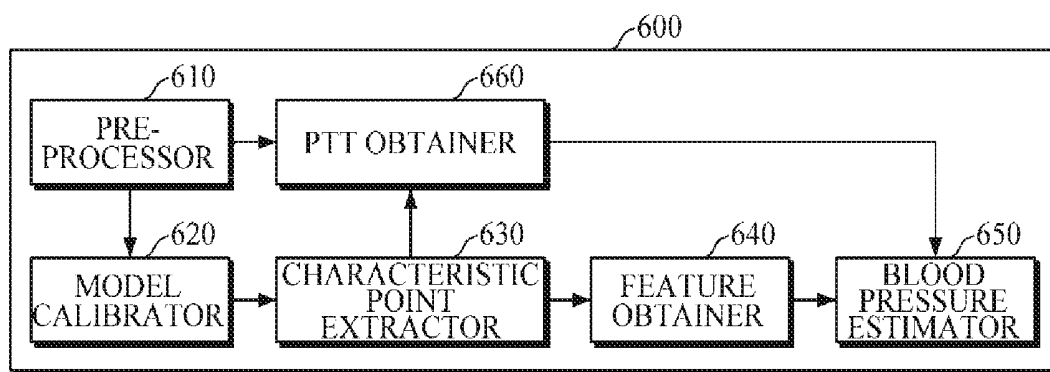 600
610
660
PRE-
PROCESSOR
PTT OBTAINER
620
630
640
650
MODEL
CALIBRATOR
CHARACTERISTIC
POINT
EXTRACTOR
FEATURE
OBTAINER
BLOOD
PRESSURE
ESTIMATOR